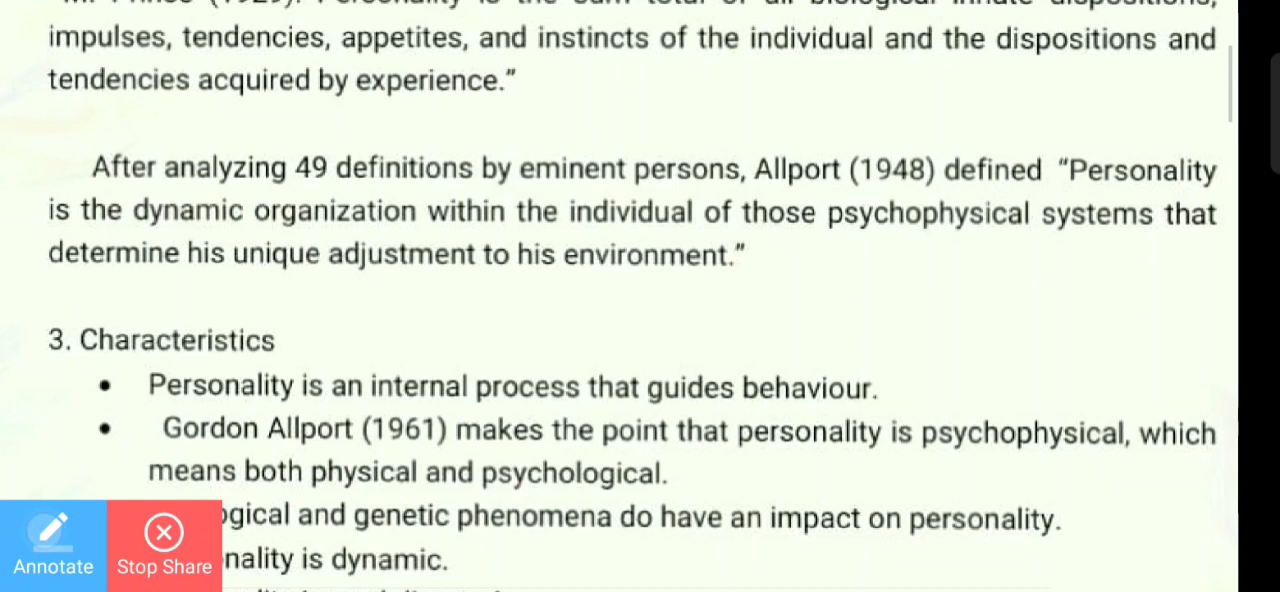 impulses, tendencies, appetites, and instincts of the individual and the dispositions and
tendencies acquired by experience.”
After analyzing 49 definitions by eminent persons, Allport (1948) defined “Personality
is the dynamic organization within the individual of those psychophysical systems that
determine his unique adjustment to his environment.”
3. Characteristics
• Personality is an internal process that guides behaviour.
• Gordon Allport (1961) makes the point that personality is psychophysical, which
means both physical and psychological.
and genetic phenomena do have an impact on personality.
is dynamic.
Annotate
Stop Share